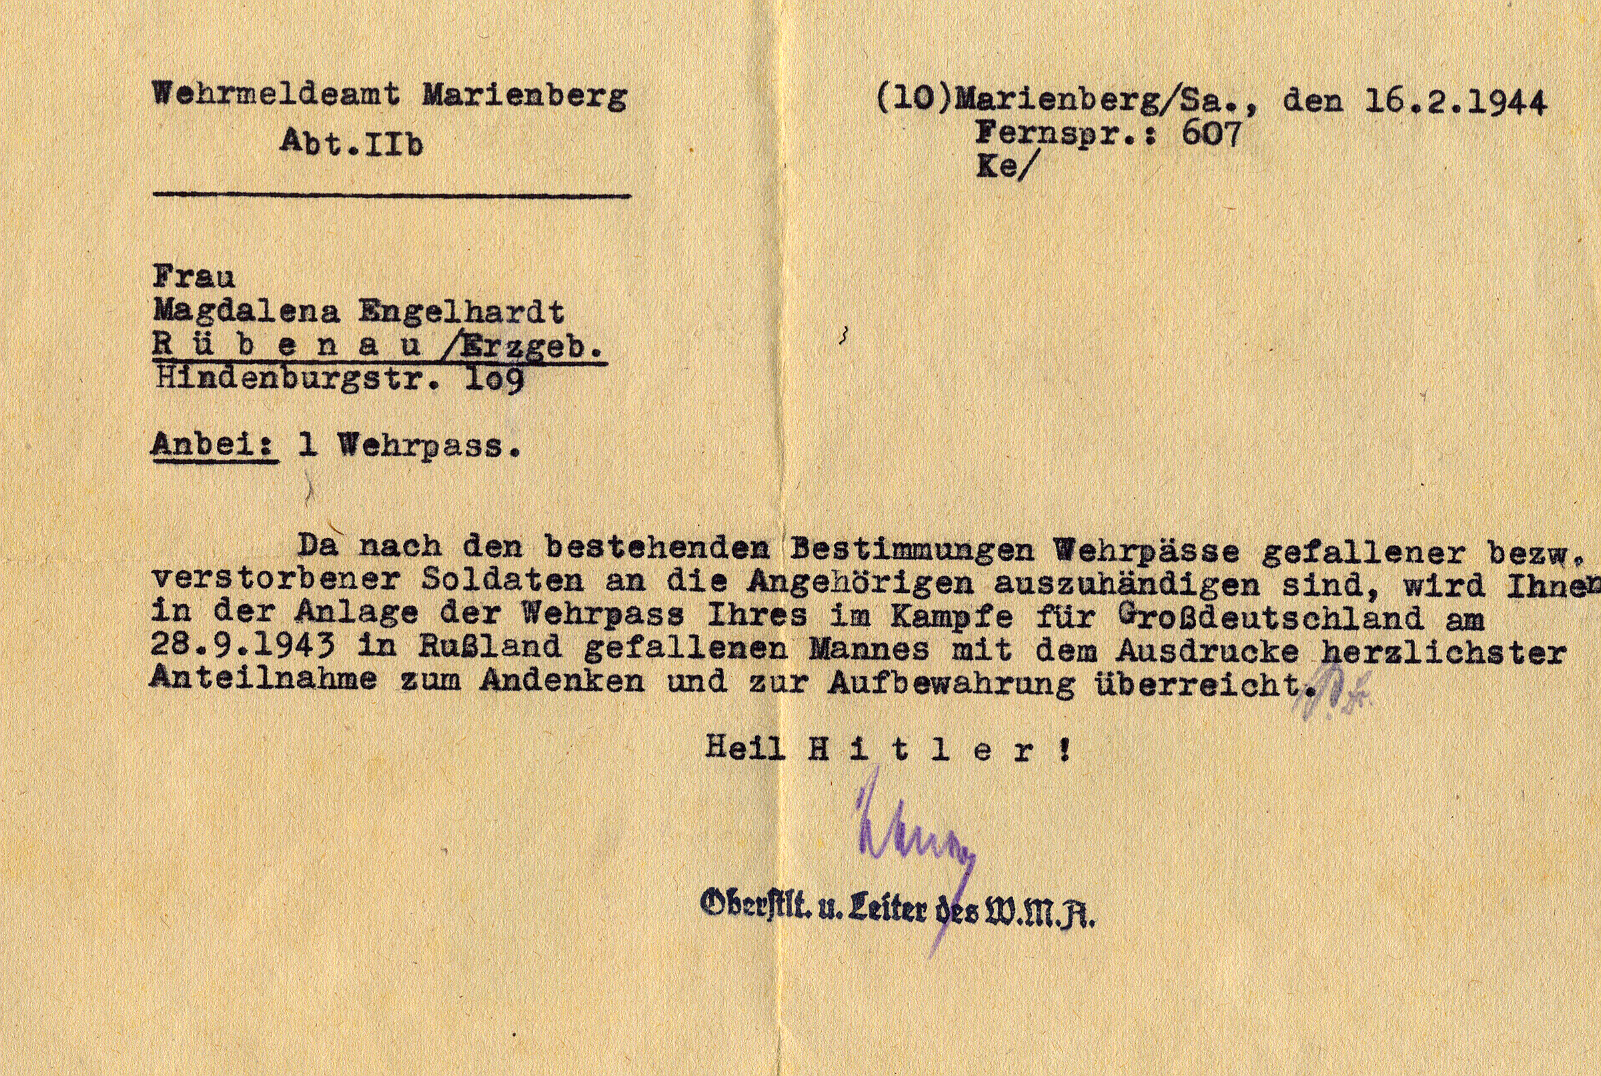 Wehrmeldeamt Marienberg
Abt.IIb
(10)Marienberg/Sa., den 16.2.1944
Fernspr.: 607
Ke/
Frau
Magdalena Engelhardt
R ü b e n a u /Erzgeb.
Hindenburgstr. 1o9
Anbei: 1 Wehrpass.
Da nach den bestehenden Bestimmungen Wehrpässe gefallener bezw.
verstorbener Soldaten an die Angehörigen auszuhändigen sind, wird Ihnen
in der Anlage der Wehrpass Ihres im Kampfe für Großdeutschland am
28.9.1943 in Rußland gefallenen Mannes mit dem Ausdrucke herzlichster
Anteilnahme zum Andenken und zur Aufbewahrung überreicht.
Heil H i t l e r !
Oberstlt. u. Leiter des W.M.A.